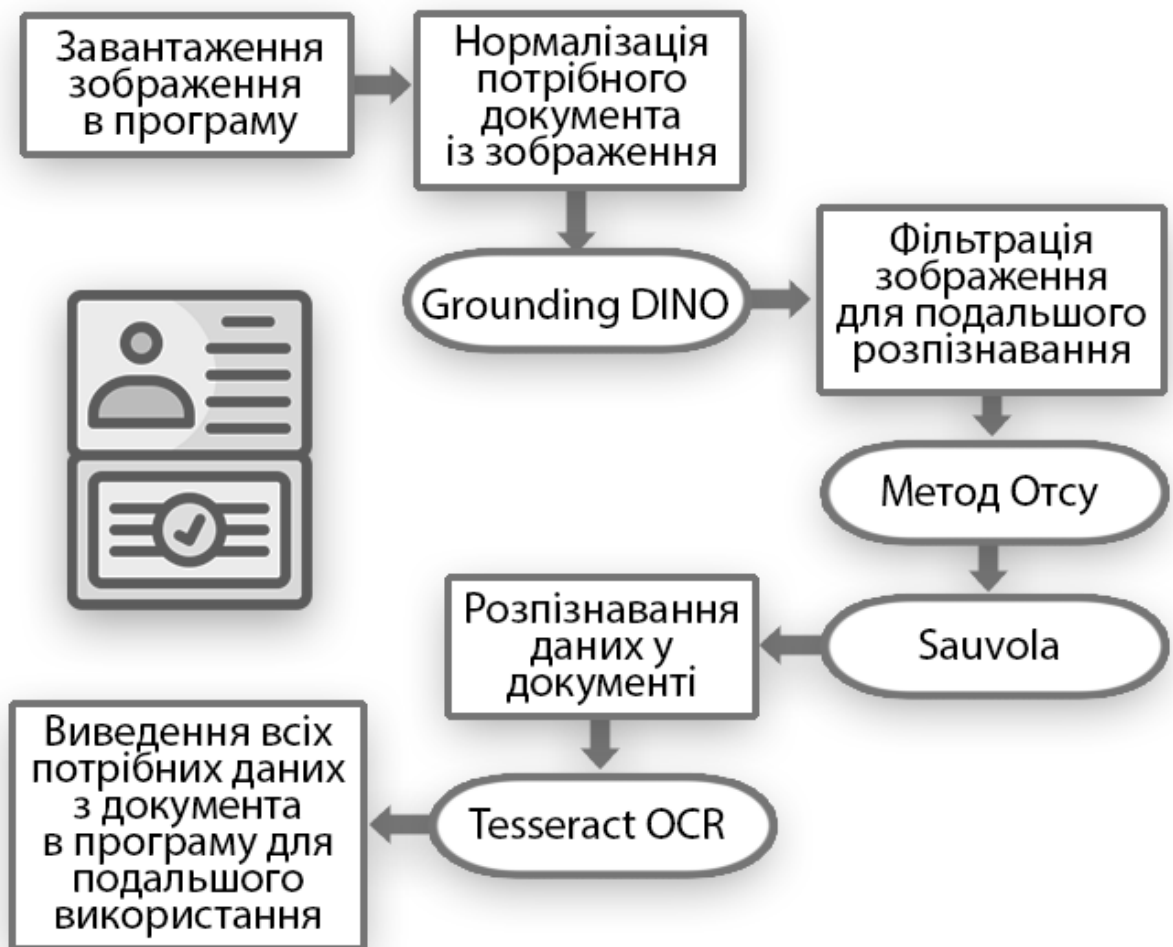 Завантаження
зображення
в програму
Нормалізація
потрібного
документа
із зображення
Grounding DINO
Фільтрація
зображення
для подальшого
розпізнавання
Метод Отсу
Sauvola
Розпізнавання
даних у
документі
Tesseract OCR
Виведення всіх
потрібних даних
з документа
в програму для
подальшого
використання